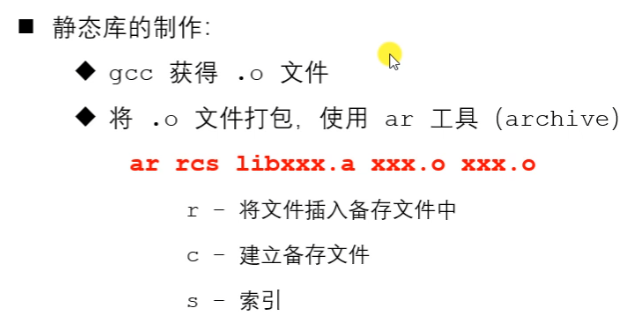 静态库的制作:
gcc 获得 .o 文件
将 .o 文件打包, 使用 ar 工具 (archive)
ar rcs libxxx.a xxx.o xxx.o
r - 将文件插入备存文件中
c - 建立备存文件
s - 索引